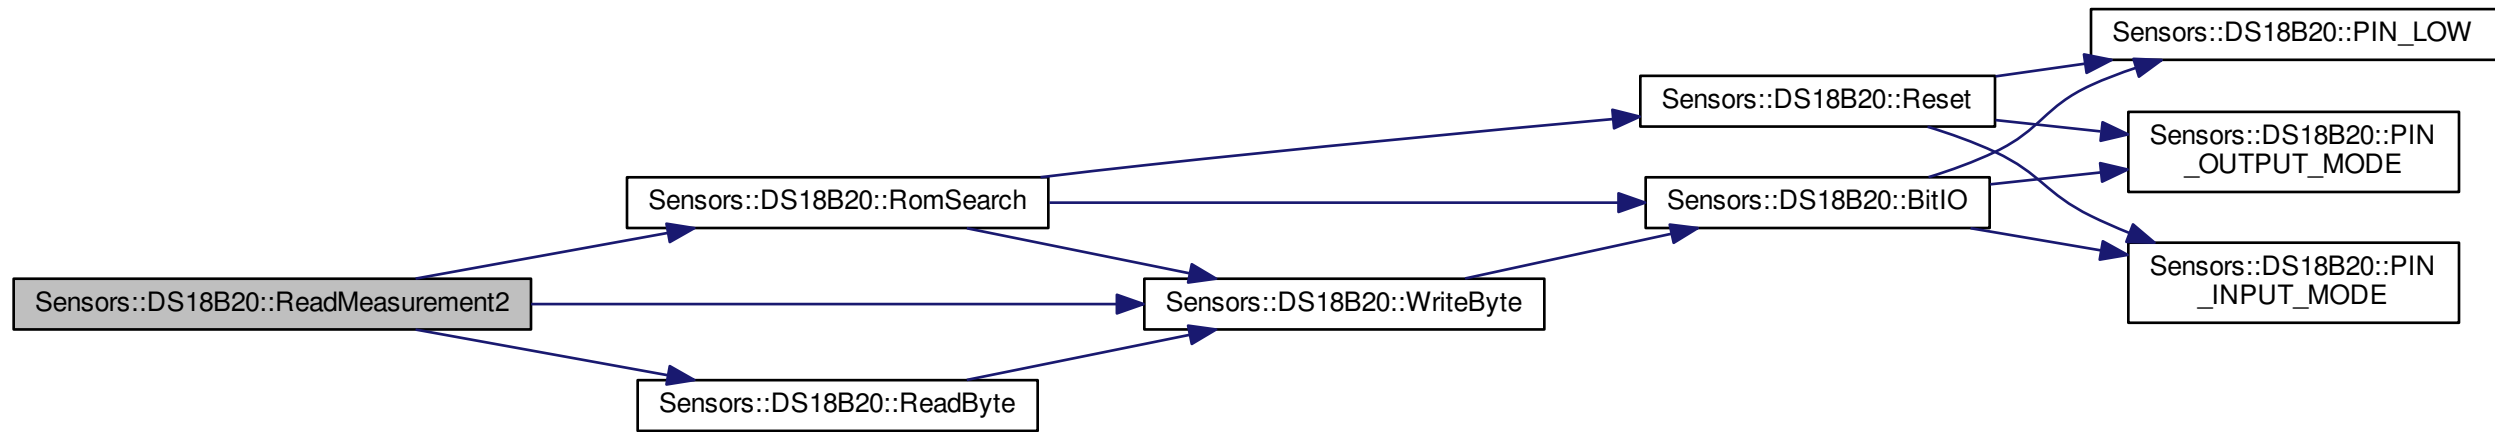 Sensors::DS18B20::PIN_LOW
Sensors::DS18B20::Reset
Sensors::DS18B20::PIN
_OUTPUT_MODE
Sensors::DS18B20::RomSearch
Sensors::DS18B20::BitIO
Sensors::DS18B20::PIN
_INPUT_MODE
Sensors::DS18B20::ReadMeasurement2
Sensors::DS18B20::WriteByte
Sensors::DS18B20::ReadByte